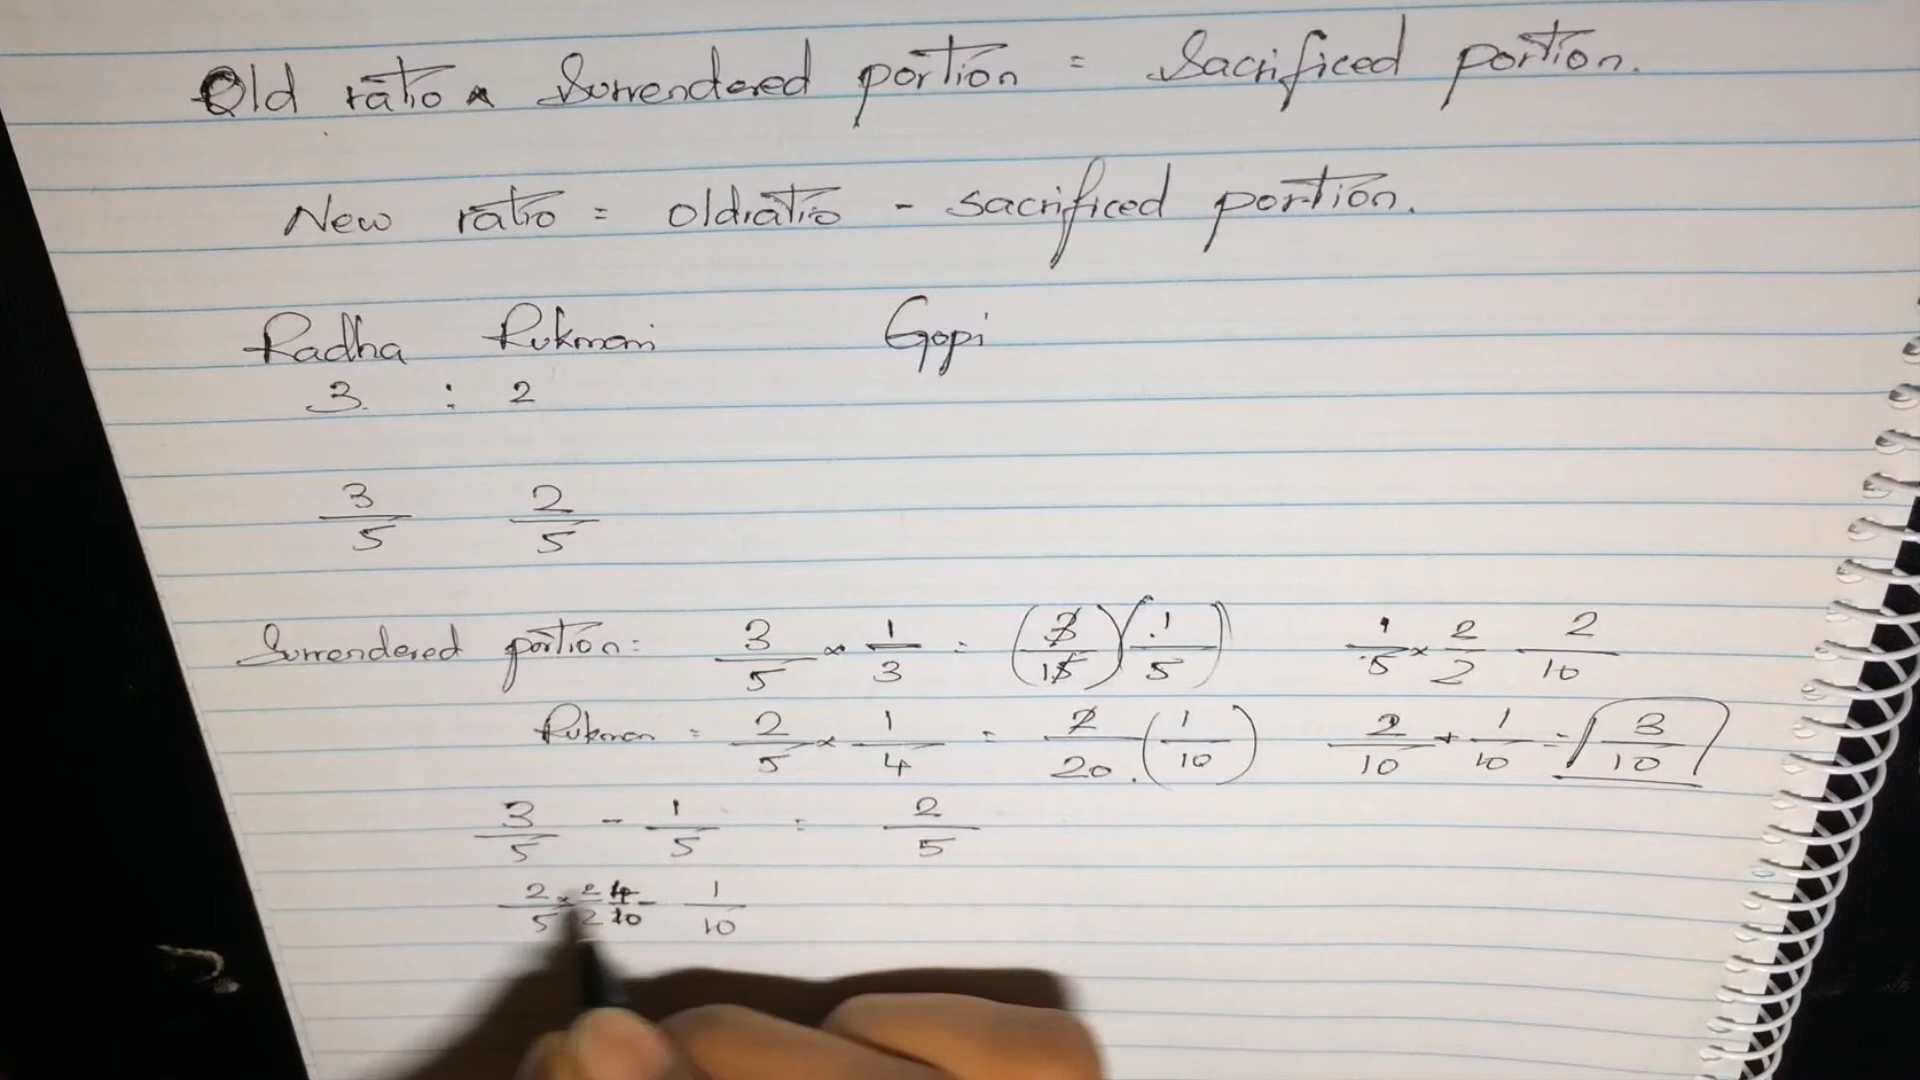 Old ratio x Surrendered portion = Sacrificed portion.
New ratio = old ratio - sacrificed portion.
Radha Rukmani Gopi
3 : 2
3/5 2/5
Surrendered portion = 3/5 x 1/3 = (3/15) (1/5) 1/5 x 2/2 2/10
Rukman = 2/5 x 1/4 = 2/20 (1/10) 2/10 + 1/10 = 3/10
3/5 - 1/5 = 2/5
2/5 x 2/2 4/10 - 1/10